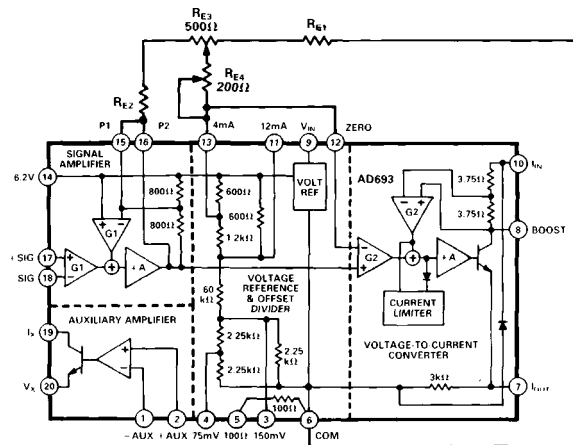 RE3
500Ω
RE1
RE4
200Ω
RE2
P1
P2
4mA
12mA
VIN
ZERO
15
16
13
11
9
12
SIGNAL
AMPLIFIER
6.2V
14
800Ω
800Ω
600Ω
600Ω
1.2kΩ
VOLT
REF
AD693
3.75Ω
3.75Ω
10
IIN
8
BOOST
G1
G2
+SIG
17
SIG
18
G1
+A
G2
+A
60
kΩ
VOLTAGE
REFERENCE
& OFFSET
DIVIDER
CURRENT
LIMITER
AUXILIARY AMPLIFIER
VOLTAGE-TO CURRENT
CONVERTER
IX
19
2.25kΩ
2.25kΩ
2.25
kΩ
3kΩ
7
IOUT
VX
20
100Ω
1
2
4
5
3
6
-AUX
+AUX
75mV
100Ω
150mV
COM